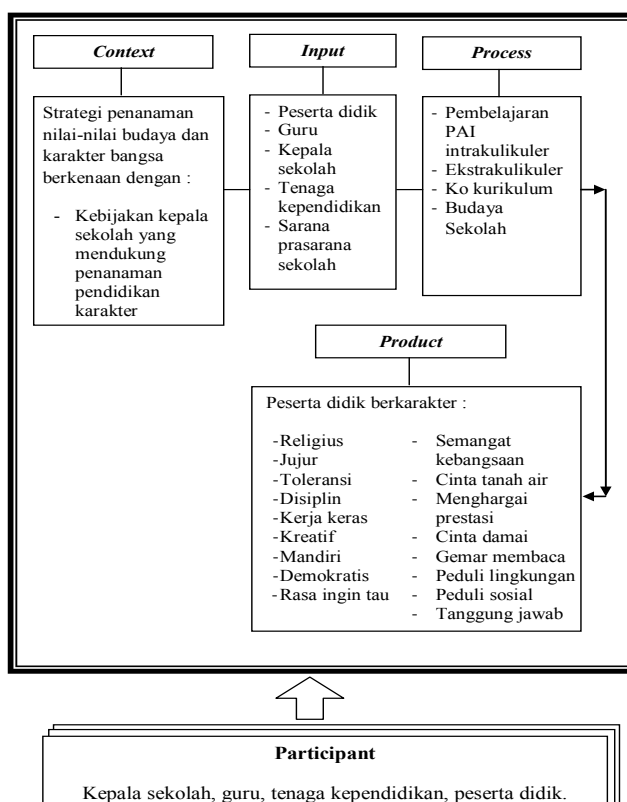 Context
Strategi penanaman
nilai-nilai budaya dan
karakter bangsa
berkenaan dengan :
- Kebijakan kepala
sekolah yang
mendukung
penanaman
pendidikan
karakter
Input
- Peserta didik
- Guru
- Kepala
sekolah
- Tenaga
kependidikan
- Sarana
prasarana
sekolah
Process
- Pembelajaran
PAI
intrakulikuler
- Ekstrakulikuler
- Ko kurikulum
- Budaya
Sekolah
Product
Peserta didik berkarakter :
-Religius
-Jujur
-Toleransi
-Disiplin
-Kerja keras
-Kreatif
-Mandiri
-Demokratis
-Rasa ingin tau
- Semangat
kebangsaan
- Cinta tanah air
- Menghargai
prestasi
- Cinta damai
- Gemar membaca
- Peduli lingkungan
- Peduli sosial
- Tanggung jawab
Participant
Kepala sekolah, guru, tenaga kependidikan, peserta didik.